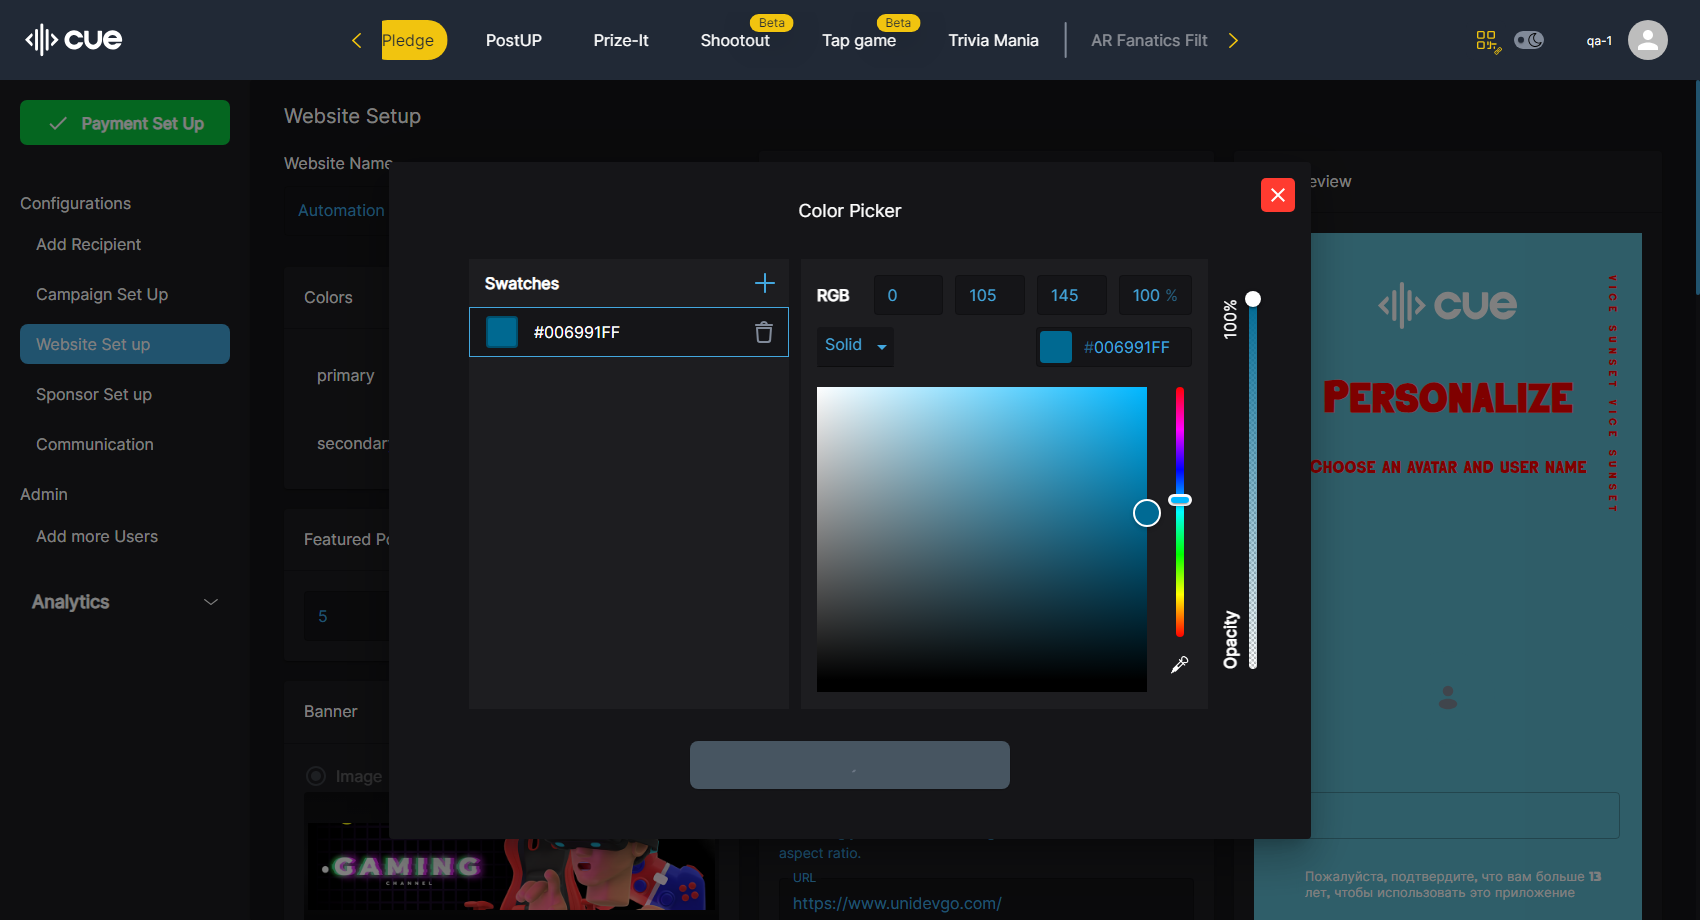 cue
Pledge
PostUP
Prize-It
Shootout
Beta
Tap game
Beta
Trivia Mania
AR Fanatics Filt
qa-1
Payment Set Up
Configurations
Add Recipient
Campaign Set Up
Website Set up
Sponsor Set up
Communication
Admin
Add more Users
Analytics
Website Setup
Website Name
Automation
Colors
primary
secondar
Featured Po
5
Banner
Image
GAMING
CHANNEL
Color Picker
Swatches
#006991FF
RGB
0
105
145
100 %
Solid
#006991FF
100%
Opacity
aspect ratio.
URL
https://www.unidevgo.com/
eview
cue
VICE SUNSET VICE SUNSET
PERSONALIZE
CHOOSE AN AVATAR AND USER NAME
Пожалуйста, подтвердите, что вам больше 13
лет, чтобы использовать это приложение